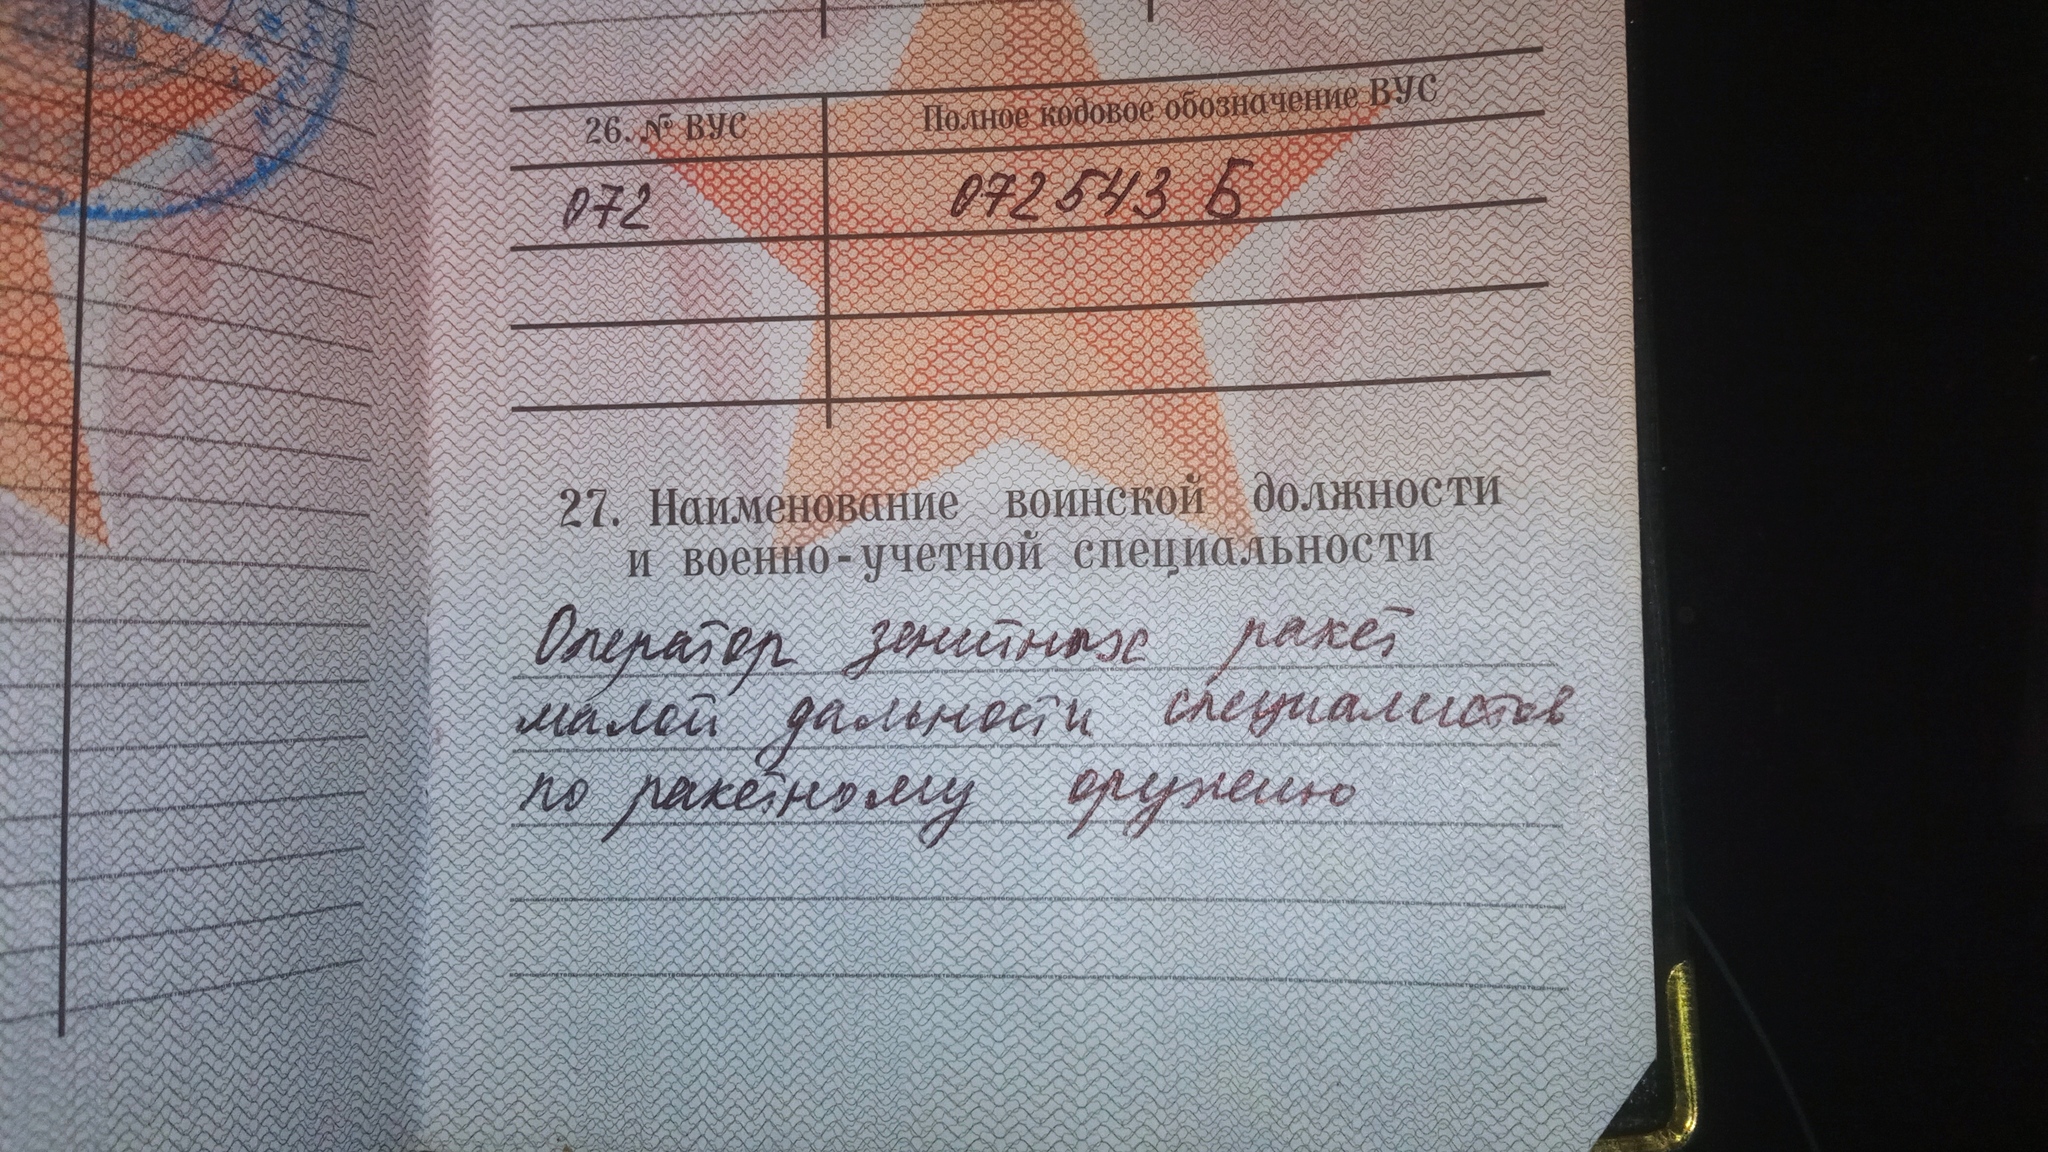 26. № ВУС
Полное кодовое обозначение ВУС
072
072543 Б
27. Наименование воинской должности
и военно-учетной специальности
Оператор зенитных ракет
малой дальности специалистов
по ракетному оружию